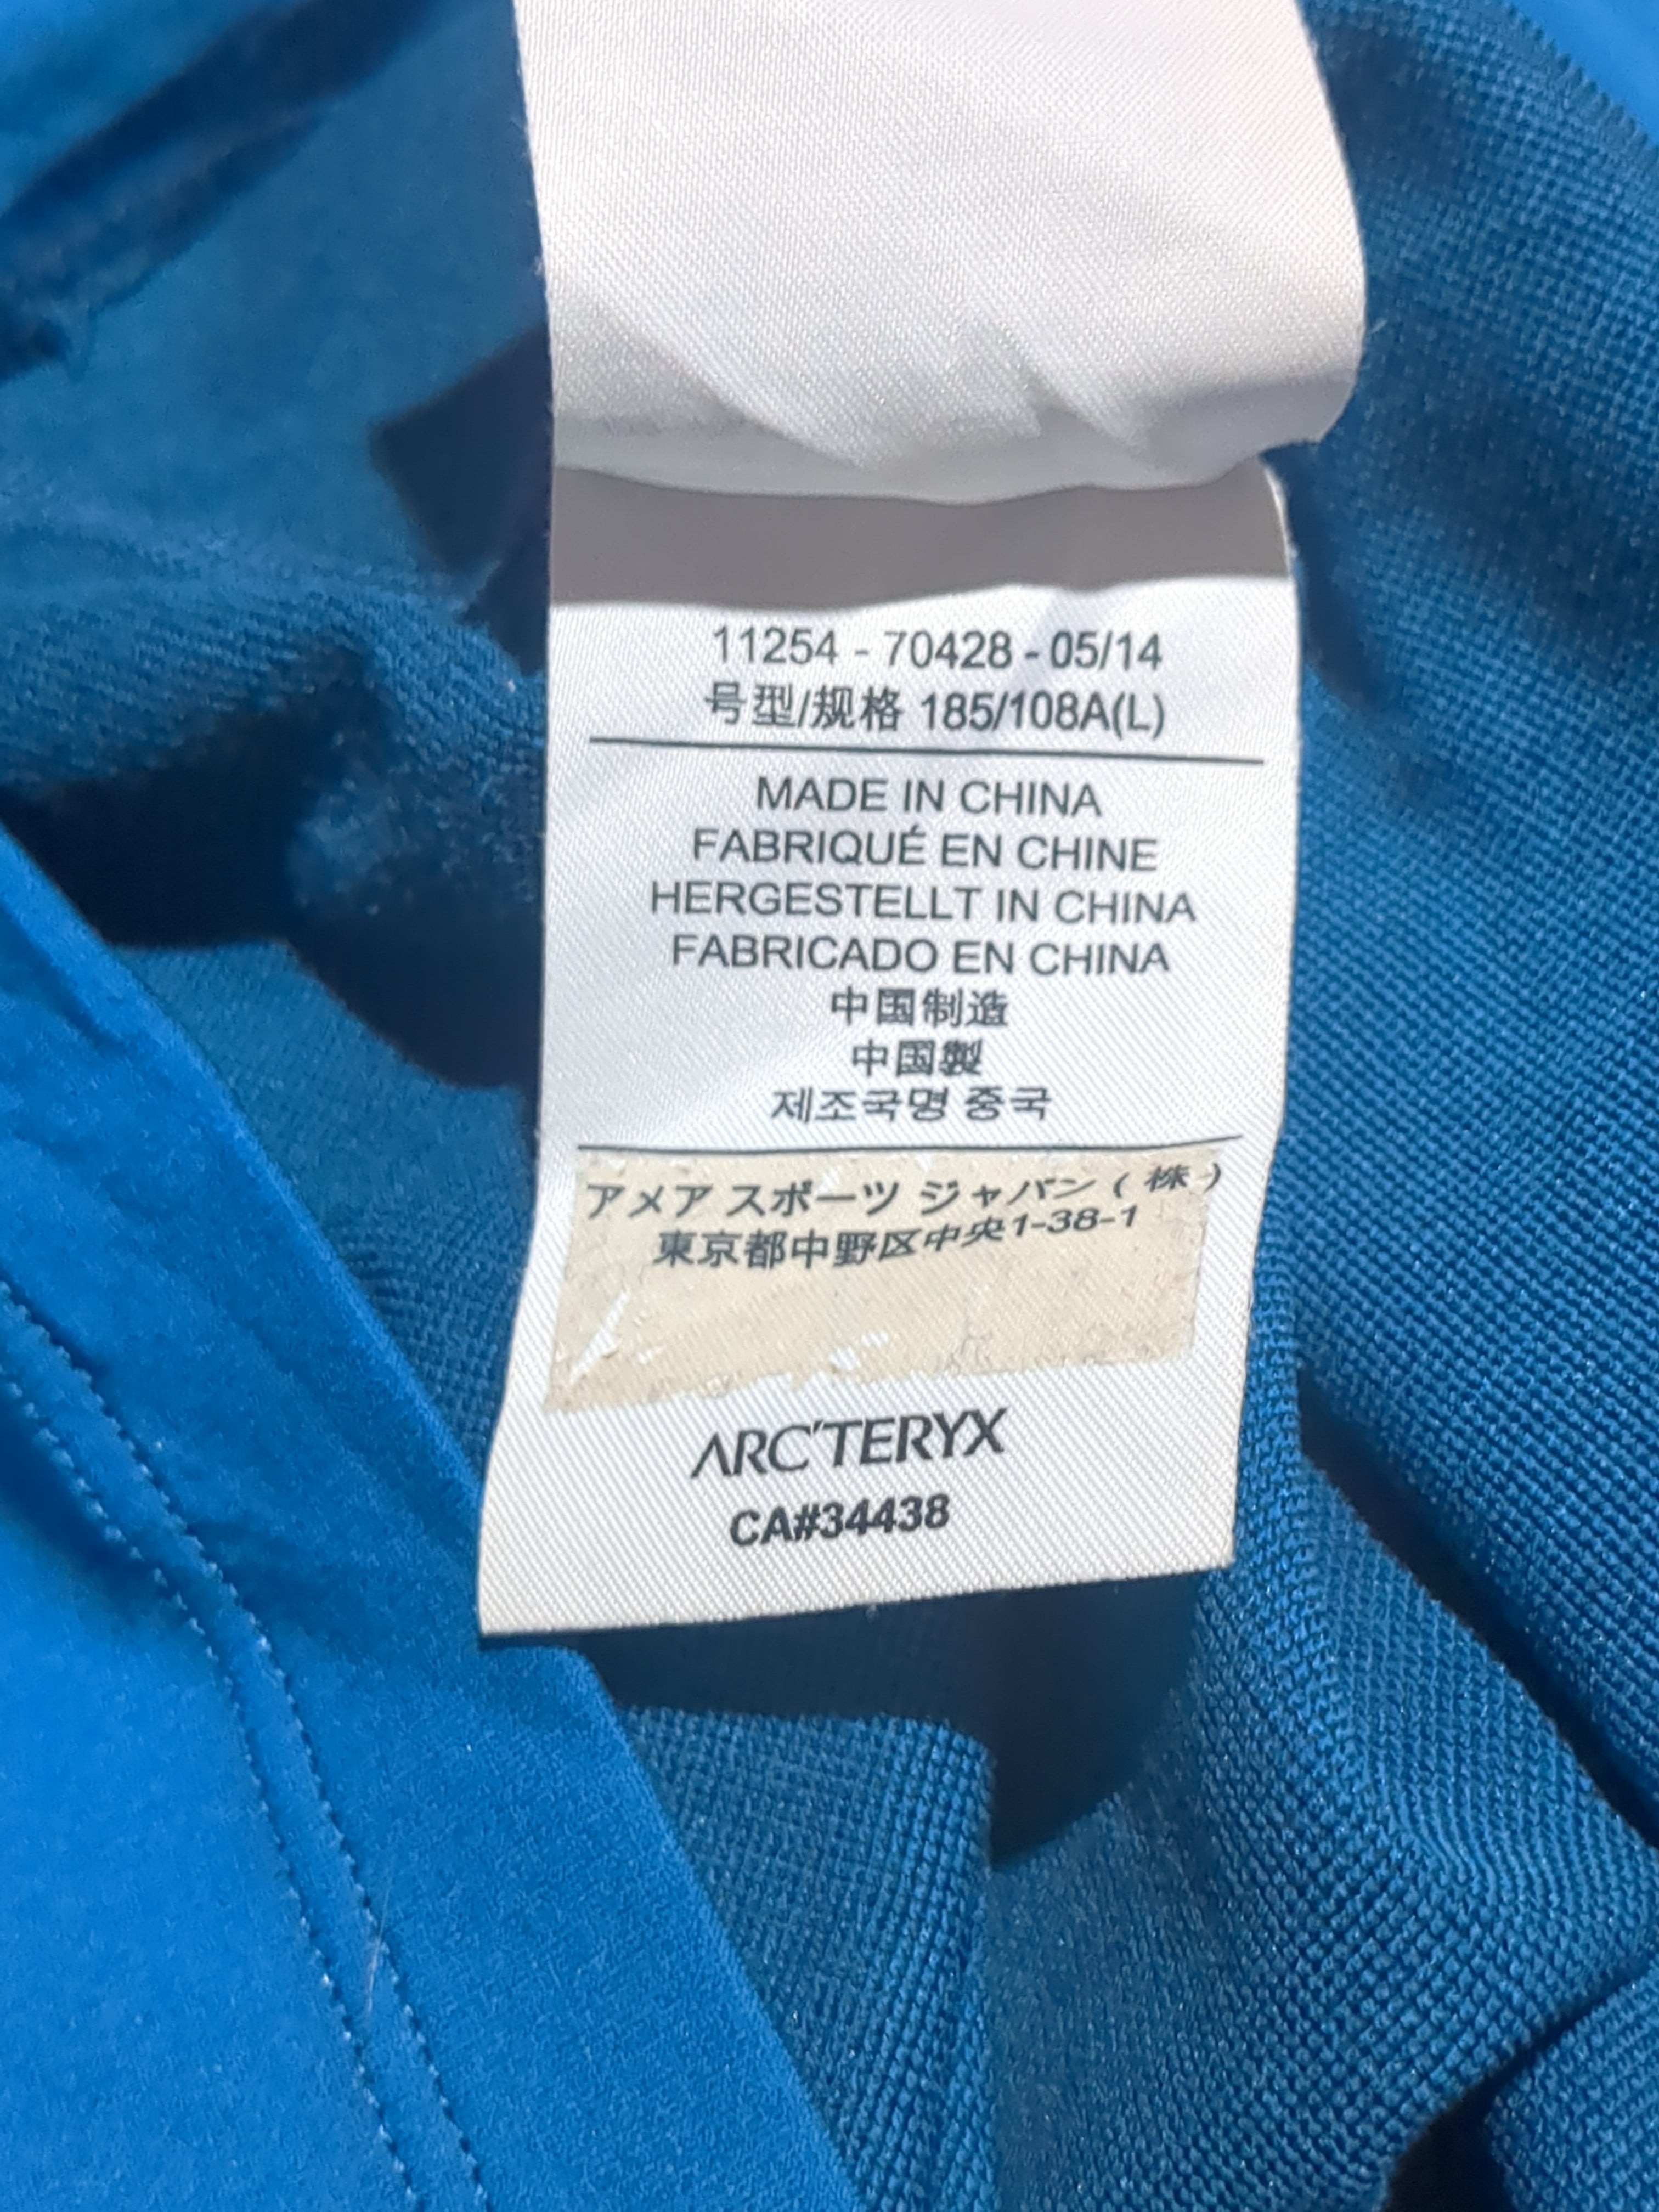 11254 - 70428 - 05/14
号型/规格 185/108A(L)
MADE IN CHINA
FABRIQUÉ EN CHINE
HERGESTELLT IN CHINA
FABRICADO EN CHINA
中国制造
中国製
제조국명 중국
アメア スポーツ ジャパン ( 株 )
東京都中野区中央1-38-1
ARC'TERYX
CA#34438